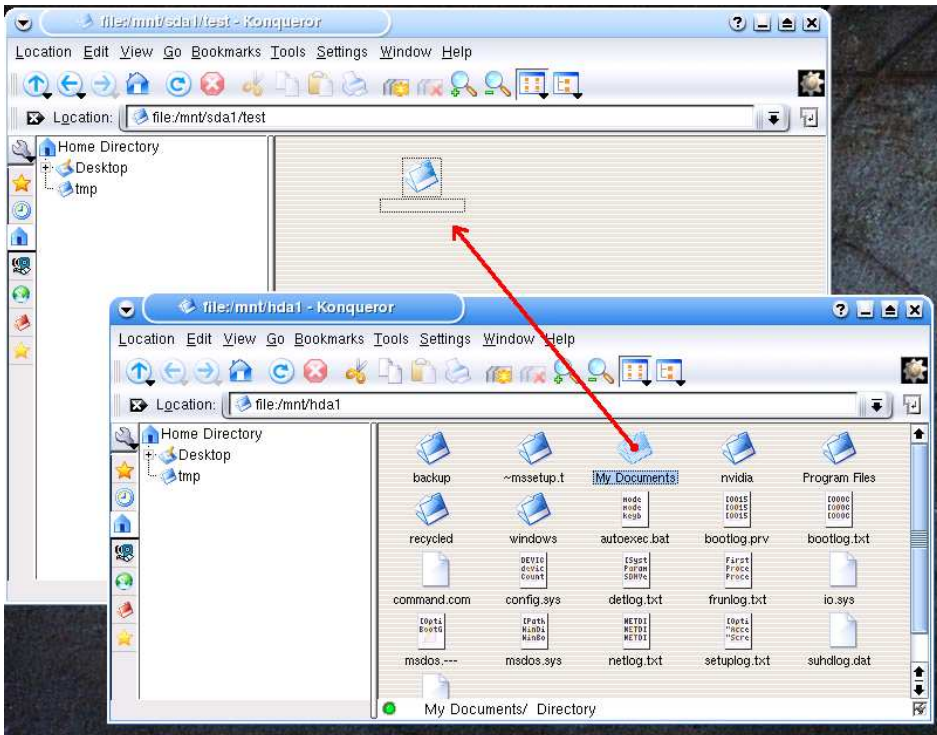 file:/mnt/sda1/test - Konqueror
Location Edit View Go Bookmarks Tools Settings Window Help
Location: file:/mnt/sda1/test
Home Directory
Desktop
tmp
file:/mnt/hda1 - Konqueror
Location Edit View Go Bookmarks Tools Settings Window Help
Location: file:/mnt/hda1
Home Directory
Desktop
tmp
backup ~mssetup.t My Documents nvidia Program Files
recycled windows autoexec.bat bootlog.prv bootlog.txt
command.com config.sys detlog.txt frunlog.txt io.sys
msdos.--- msdos.sys netlog.txt setuplog.txt suhdlog.dat
My Documents/ Directory